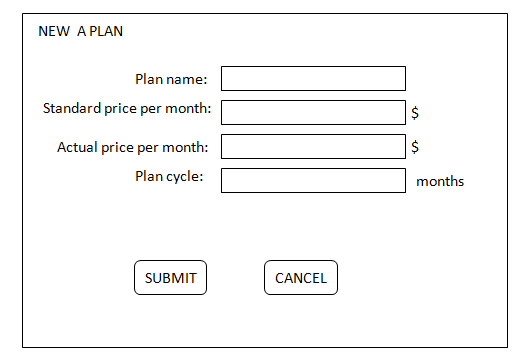 NEW A PLAN
Plan name:
Standard price per month: $
Actual price per month: $
Plan cycle: months
SUBMIT CANCEL